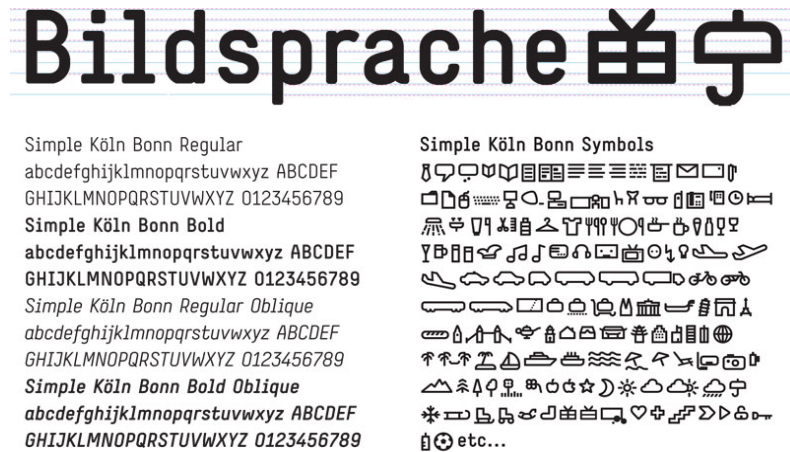 Bildsprache
Simple Köln Bonn Regular
abcdefghijklmnopqrstuvwxyz ABCDEF
GHIJKLMNOPQRSTUVWXYZ 0123456789
Simple Köln Bonn Bold
abcdefghijklmnopqrstuvwxyz ABCDEF
GHIJKLMNOPQRSTUVWXYZ 0123456789
Simple Köln Bonn Regular Oblique
abcdefghijklmnopqrstuvwxyz ABCDEF
GHIJKLMNOPQRSTUVWXYZ 0123456789
Simple Köln Bonn Bold Oblique
abcdefghijklmnopqrstuvwxyz ABCDEF
GHIJKLMNOPQRSTUVWXYZ 0123456789
Simple Köln Bonn Symbols
etc...